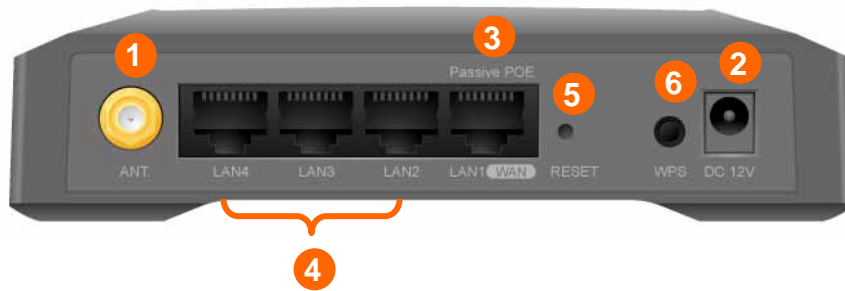 1
3
2
Passive POE
5
6
ANT.
LAN4
LAN3
LAN2
LAN1 WAN
RESET
WPS
DC 12V
4